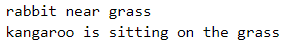 rabbit near grass
kangaroo is sitting on the grass